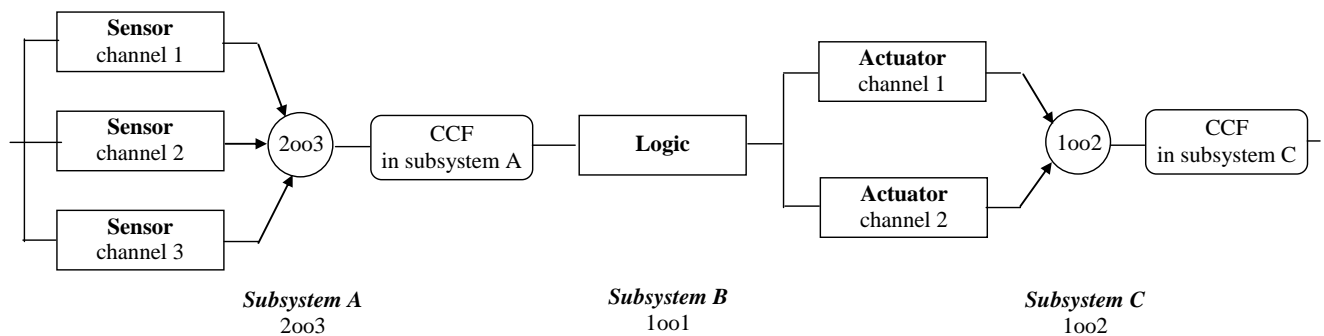 Sensor
channel 1
Sensor
channel 2
Sensor
channel 3
2oo3
CCF
in subsystem A
Logic
Actuator
channel 1
Actuator
channel 2
1oo2
CCF
in subsystem C
Subsystem A
2oo3
Subsystem B
1oo1
Subsystem C
1oo2